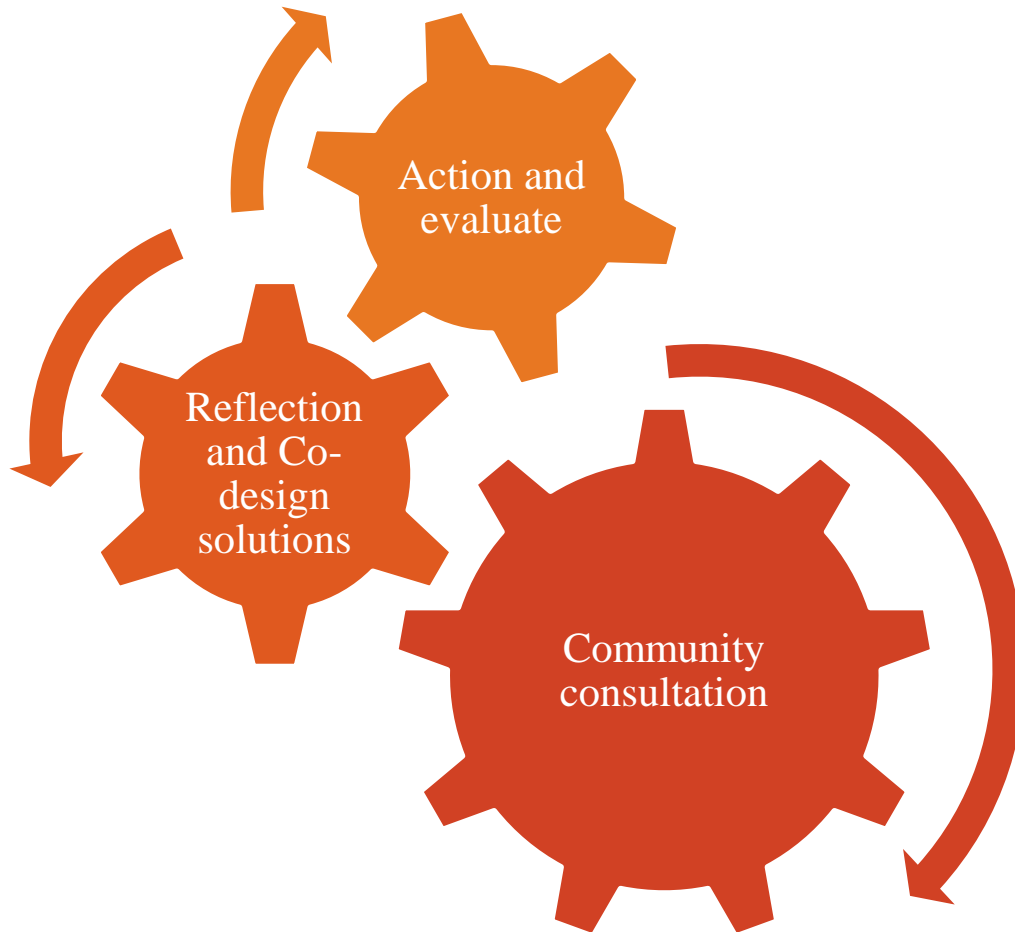 Action and
evaluate
Reflection
and Co-
design
solutions
Community
consultation